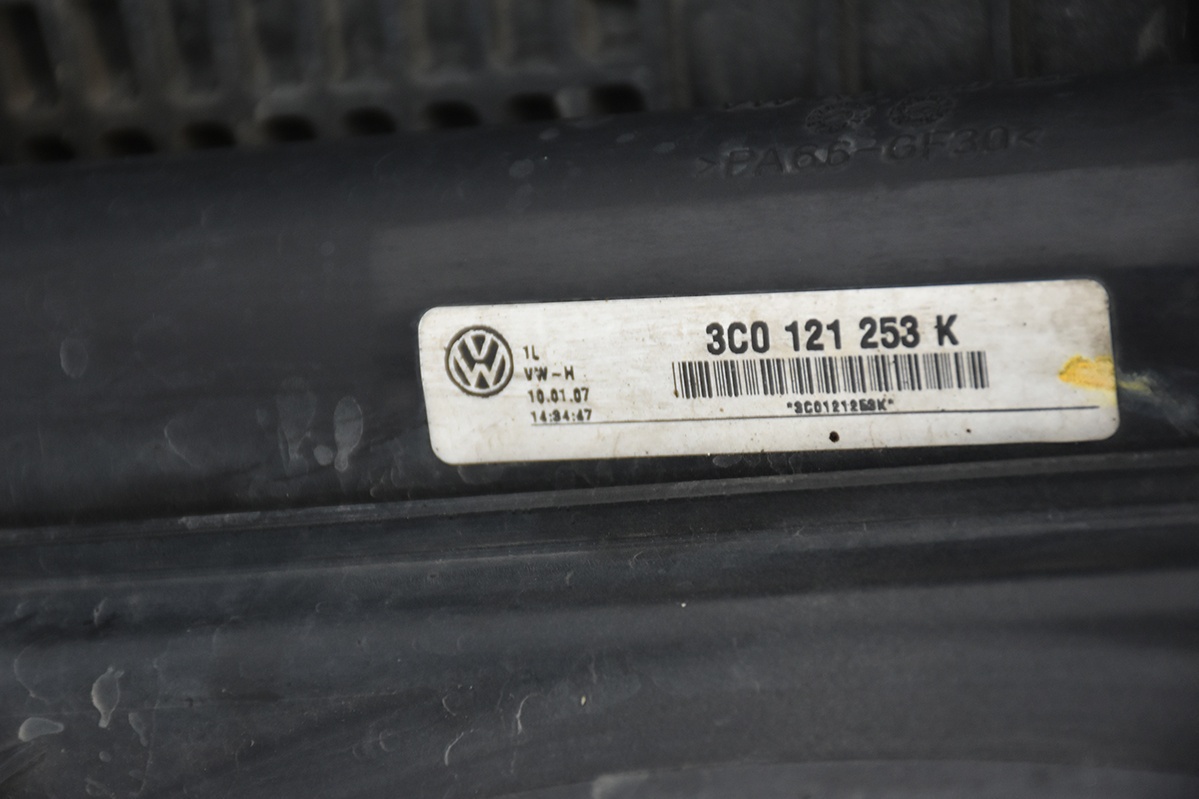 >PA66-GF30<
3C0 121 253 K
1L
VW-H
10.01.07
14:34:47
*3C0121253K*